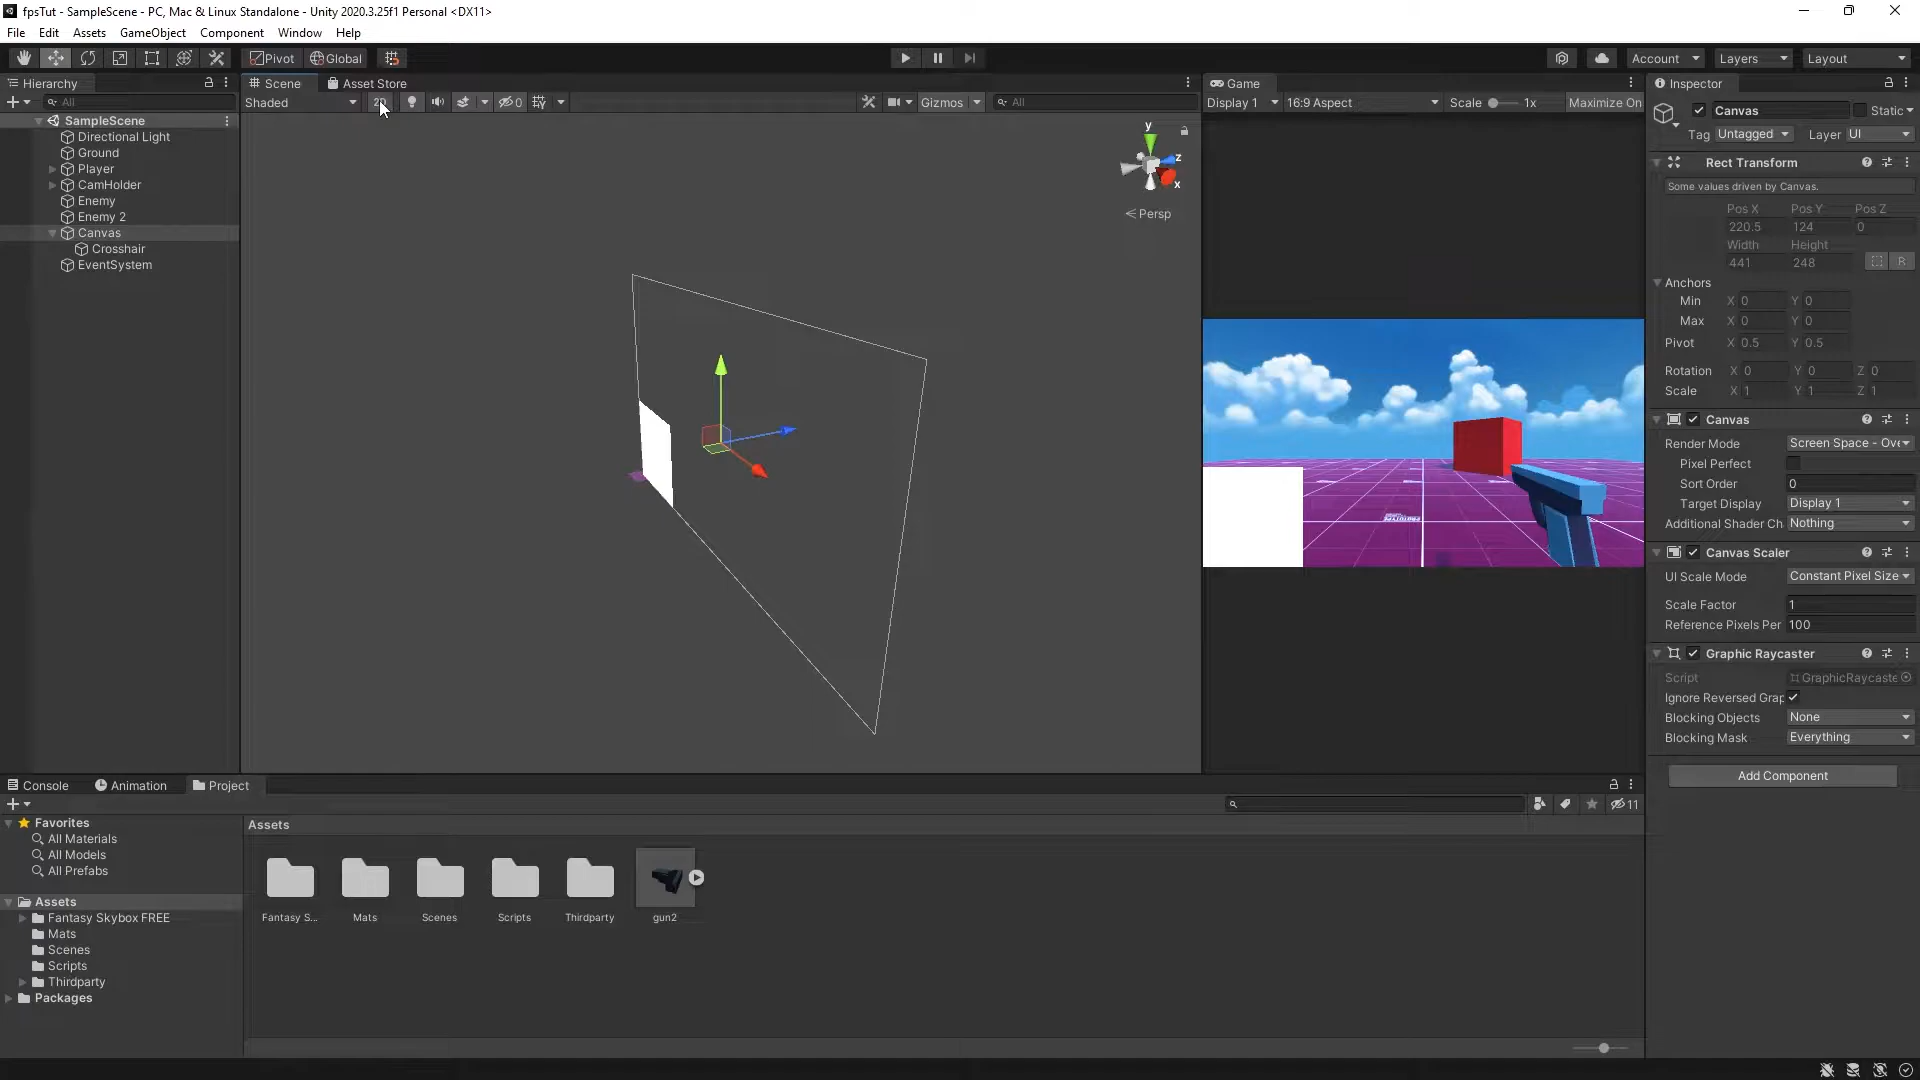 fpsTut - SampleScene - PC, Mac & Linux Standalone - Unity 2020.3.25f1 Personal <DX11>
File Edit Assets GameObject Component Window Help
Pivot Global Account Layers Layout
Hierarchy Scene Asset Store Game Inspector
All Shaded 2D 0 Gizmos All Display 1 16:9 Aspect Scale 1x Maximize On Canvas Static
SampleScene
Directional Light
Ground
Player
CamHolder
Enemy
Enemy 2
Canvas
Crosshair
EventSystem
y
z
x
Persp
Tag Untagged Layer UI
Rect Transform
Some values driven by Canvas.
Pos X Pos Y Pos Z
220.5 124 0
Width Height
441 248 R
Anchors
Min X 0 Y 0
Max X 0 Y 0
Pivot X 0.5 Y 0.5
Rotation X 0 Y 0 Z 0
Scale X 1 Y 1 Z 1
Canvas
Render Mode Screen Space - Ove
Pixel Perfect
Sort Order 0
Target Display Display 1
Additional Shader Ch Nothing
Canvas Scaler
UI Scale Mode Constant Pixel Size
Scale Factor 1
Reference Pixels Per 100
Graphic Raycaster
Script GraphicRaycaste
Ignore Reversed Grap
Blocking Objects None
Blocking Mask Everything
Add Component
Console Animation Project
11
Favorites
All Materials
All Models
All Prefabs
Assets
Fantasy Skybox FREE
Mats
Scenes
Scripts
Thirdparty
Packages
Assets
Fantasy S... Mats Scenes Scripts Thirdparty gun2